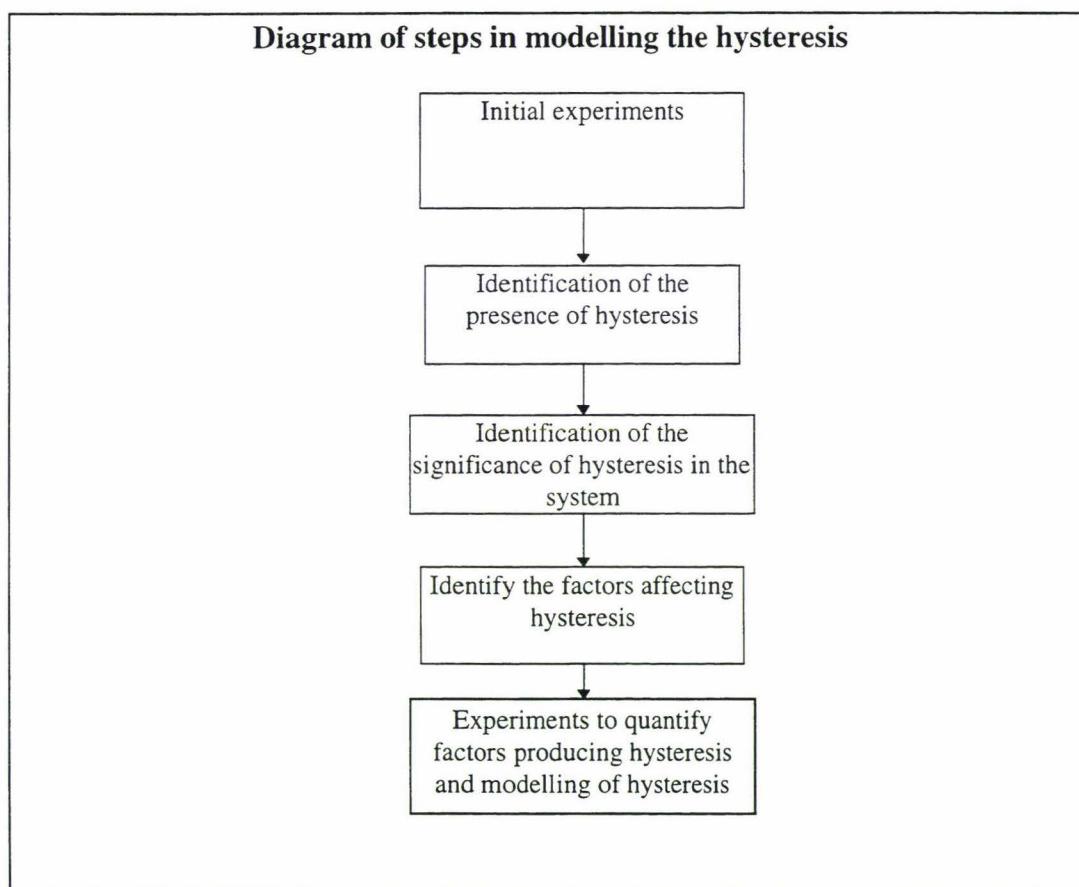 Diagram of steps in modelling the hysteresis
Initial experiments
Identification of the
presence of hysteresis
Identification of the
significance of hysteresis in the
system
Identify the factors affecting
hysteresis
Experiments to quantify
factors producing hysteresis
and modelling of hysteresis